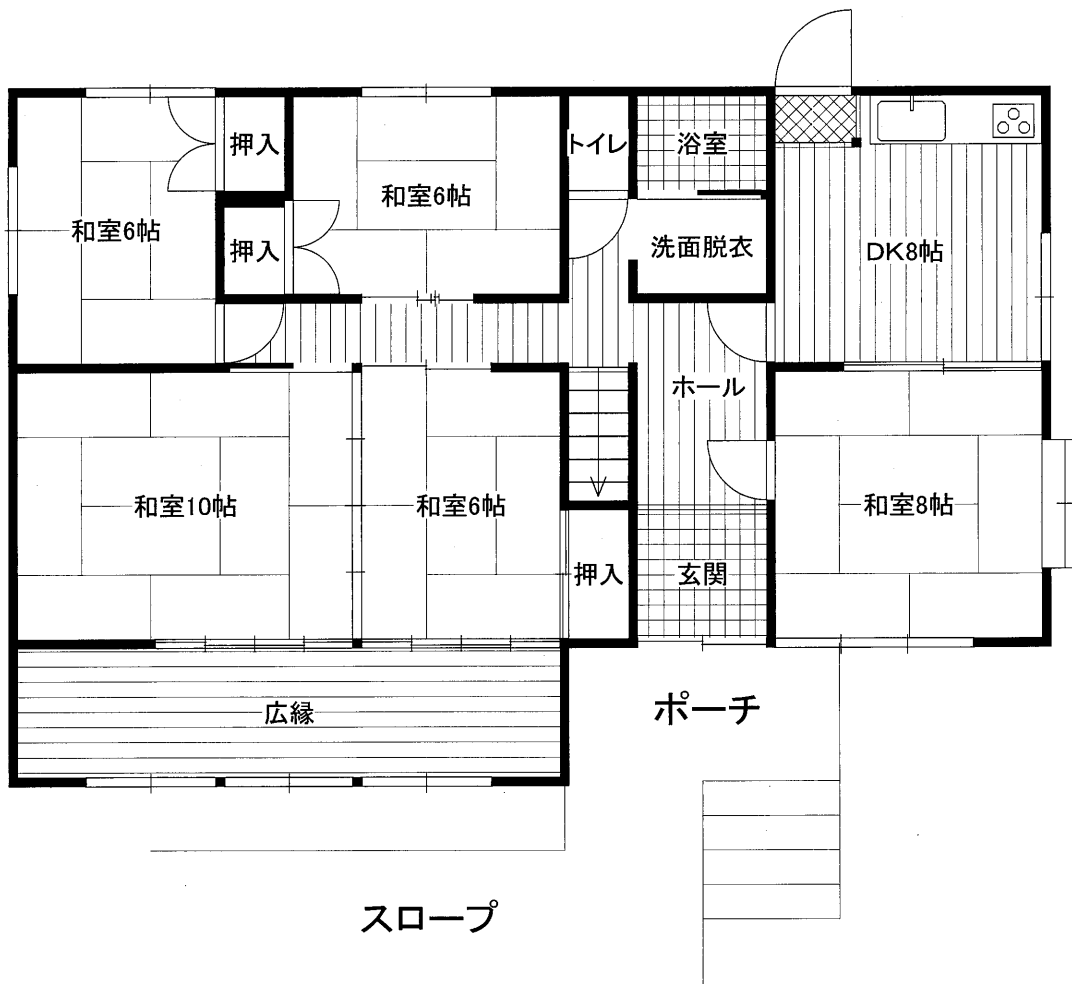 押入
トイレ
浴室
和室6帖
和室6帖
押入
洗面脱衣
DK8帖
ホール
和室10帖
和室6帖
和室8帖
押入
玄関
広縁
ポーチ
スロープ